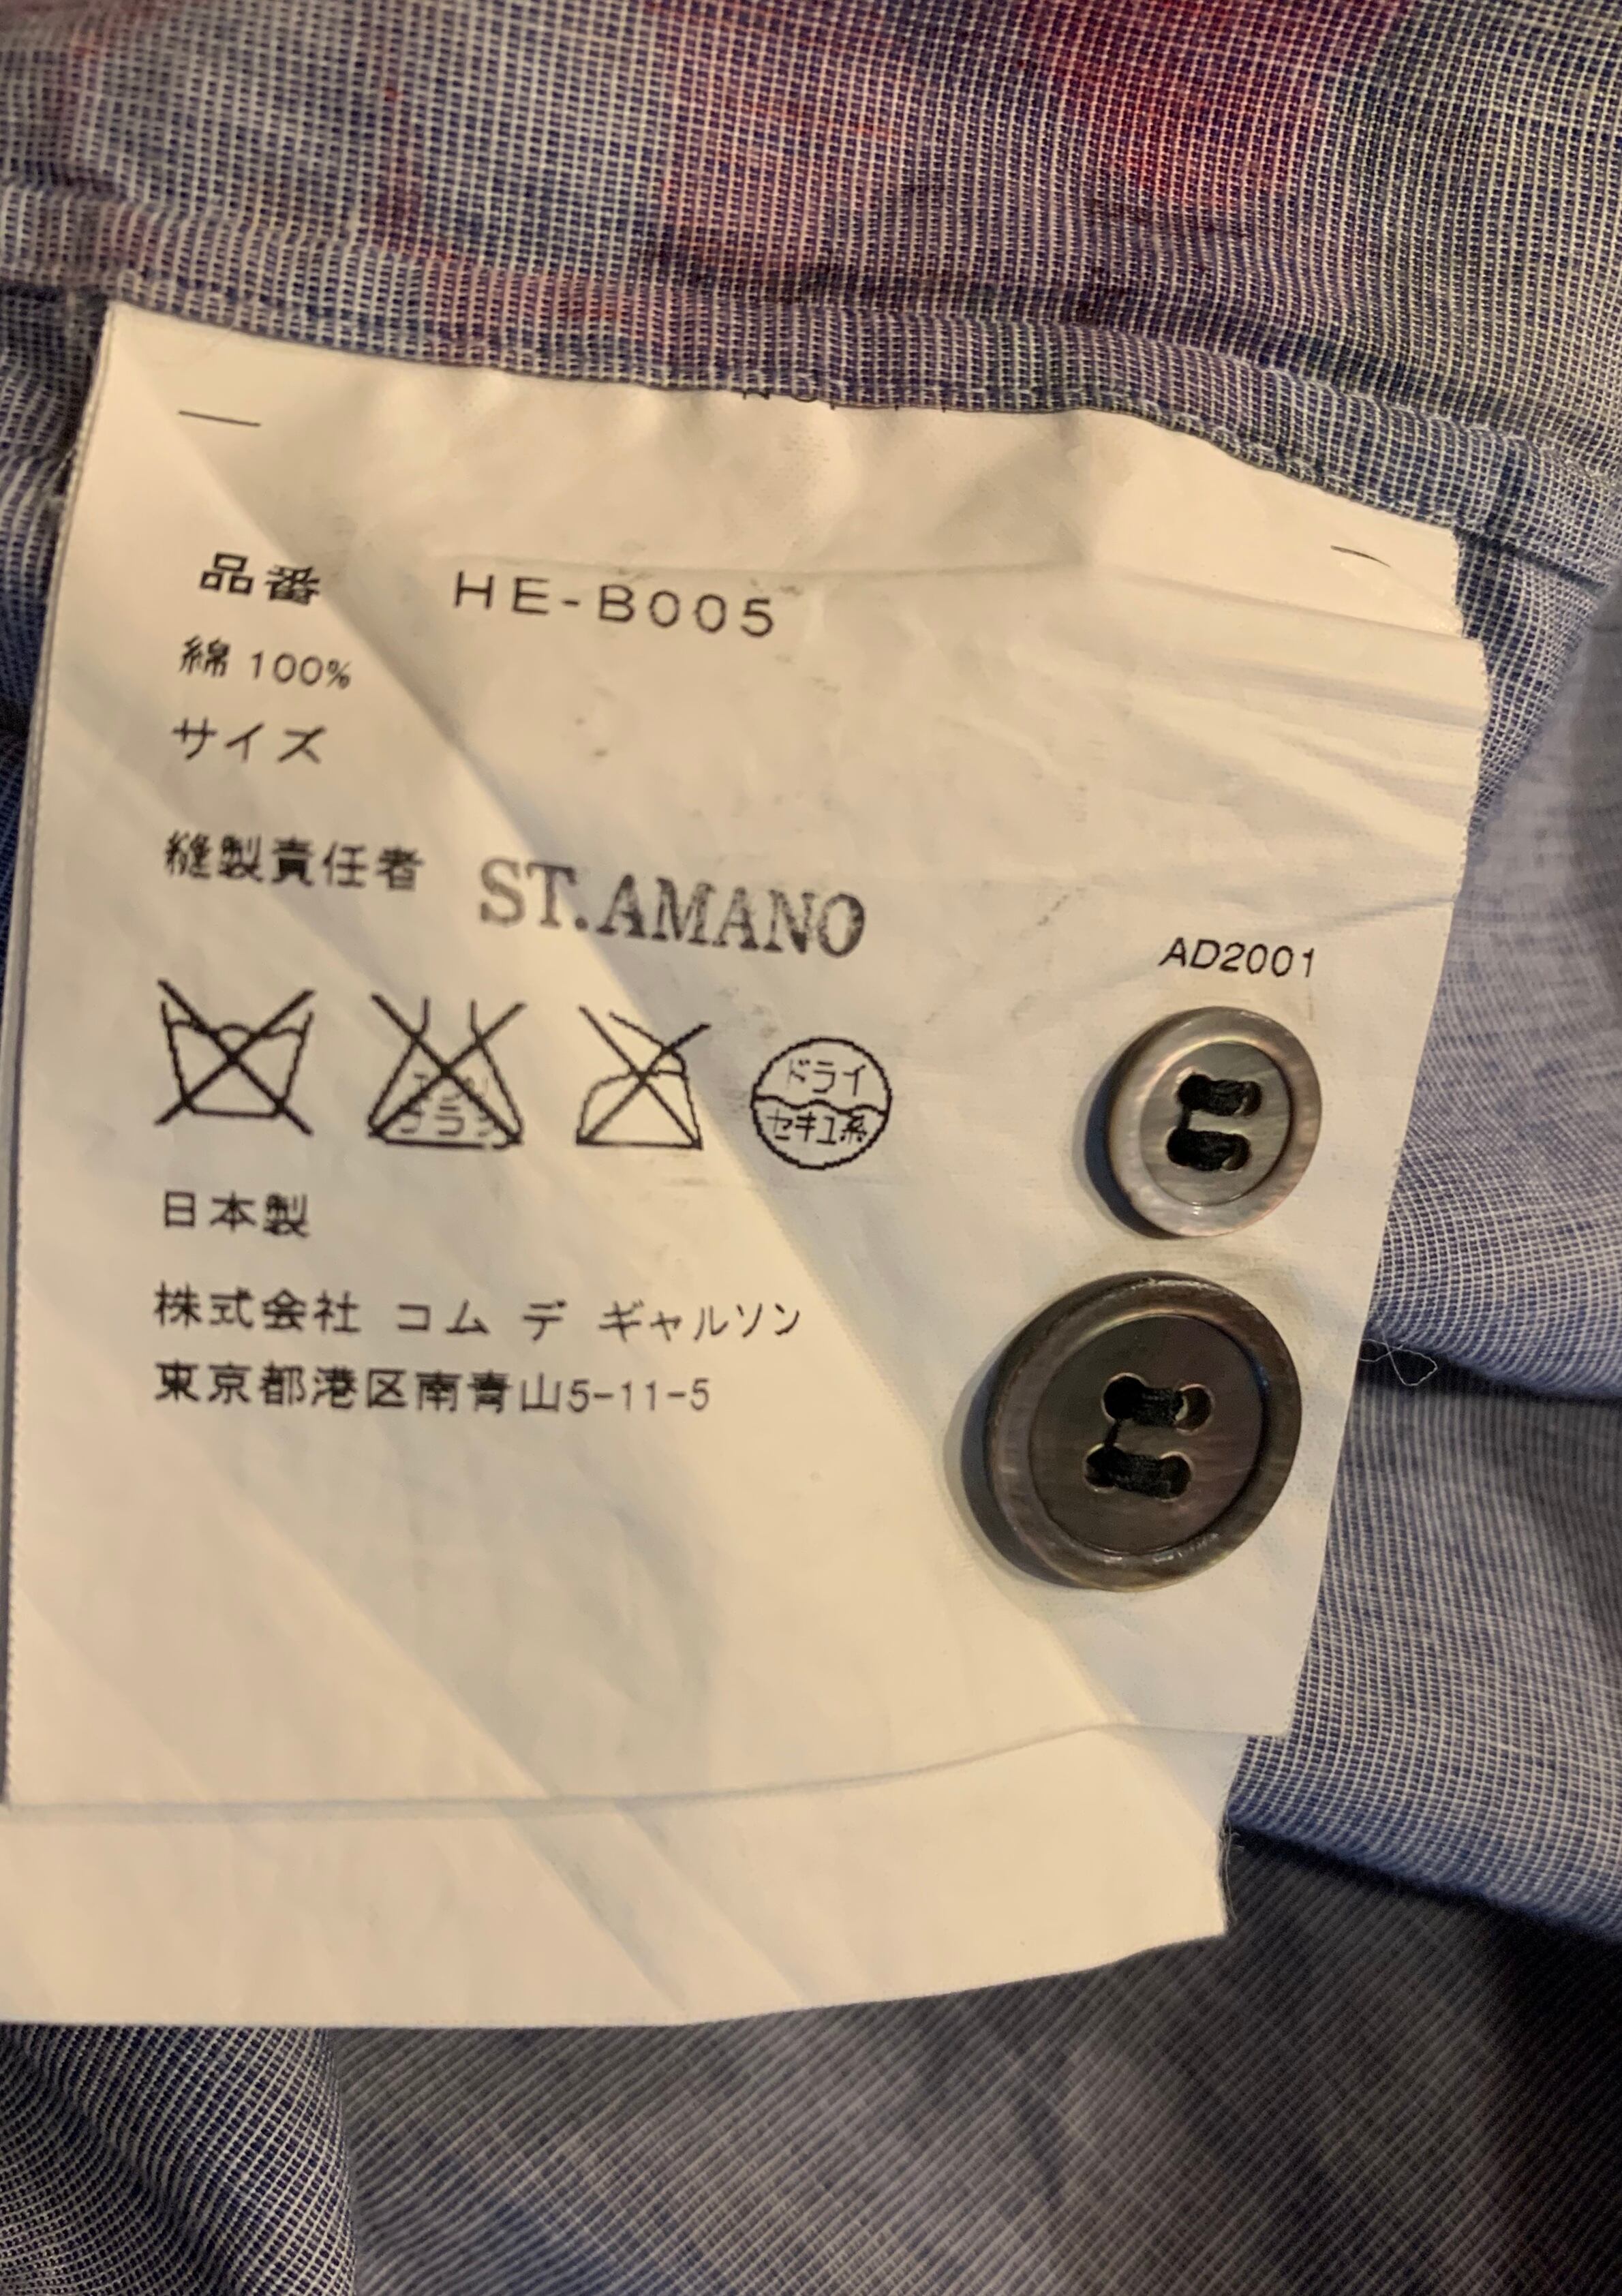 品番 HE-B005
綿 100%
サイズ
縫製責任者 ST.AMANO
AD2001
ドライ
セキユ系
日本製
株式会社 コム デ ギャルソン
東京都港区南青山5-11-5